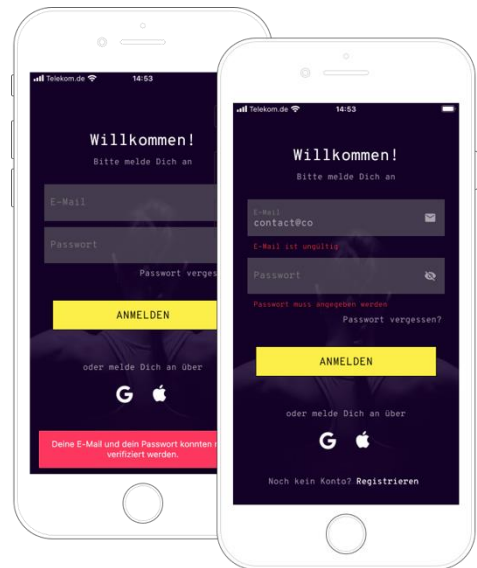 Telekom.de
14:53
Willkommen!
Bitte melde Dich an
E-Mail
Passwort
Passwort verges
ANMELDEN
oder melde Dich an über
G
Deine E-Mail und dein Passwort konnten
verifiziert werden.
Telekom.de
14:53
Willkommen!
Bitte melde Dich an
E-Mail
contact@co
E-Mail ist ungültig
Passwort
Passwort muss angegeben werden
Passwort vergessen?
ANMELDEN
oder melde Dich an über
G
Noch kein Konto? Registrieren